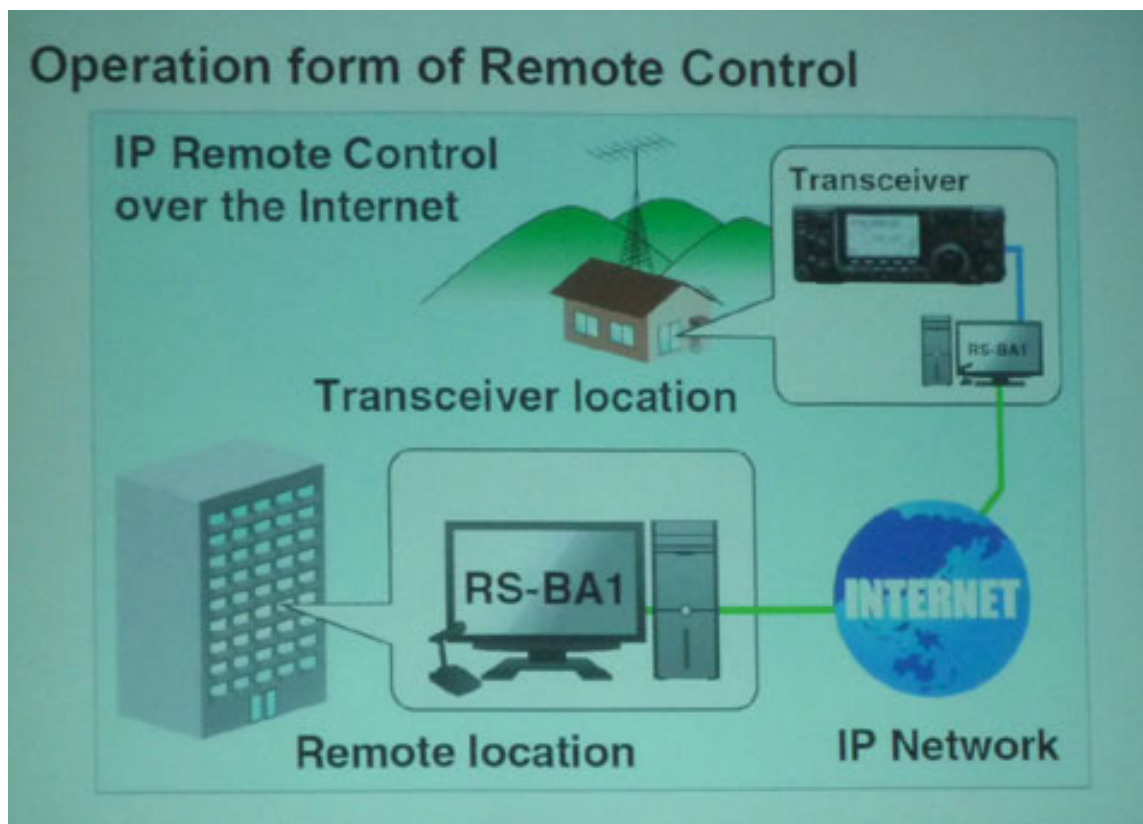 Operation form of Remote Control
IP Remote Control
over the Internet
Transceiver
RS-BA1
Transceiver location
RS-BA1
INTERNET
Remote location
IP Network